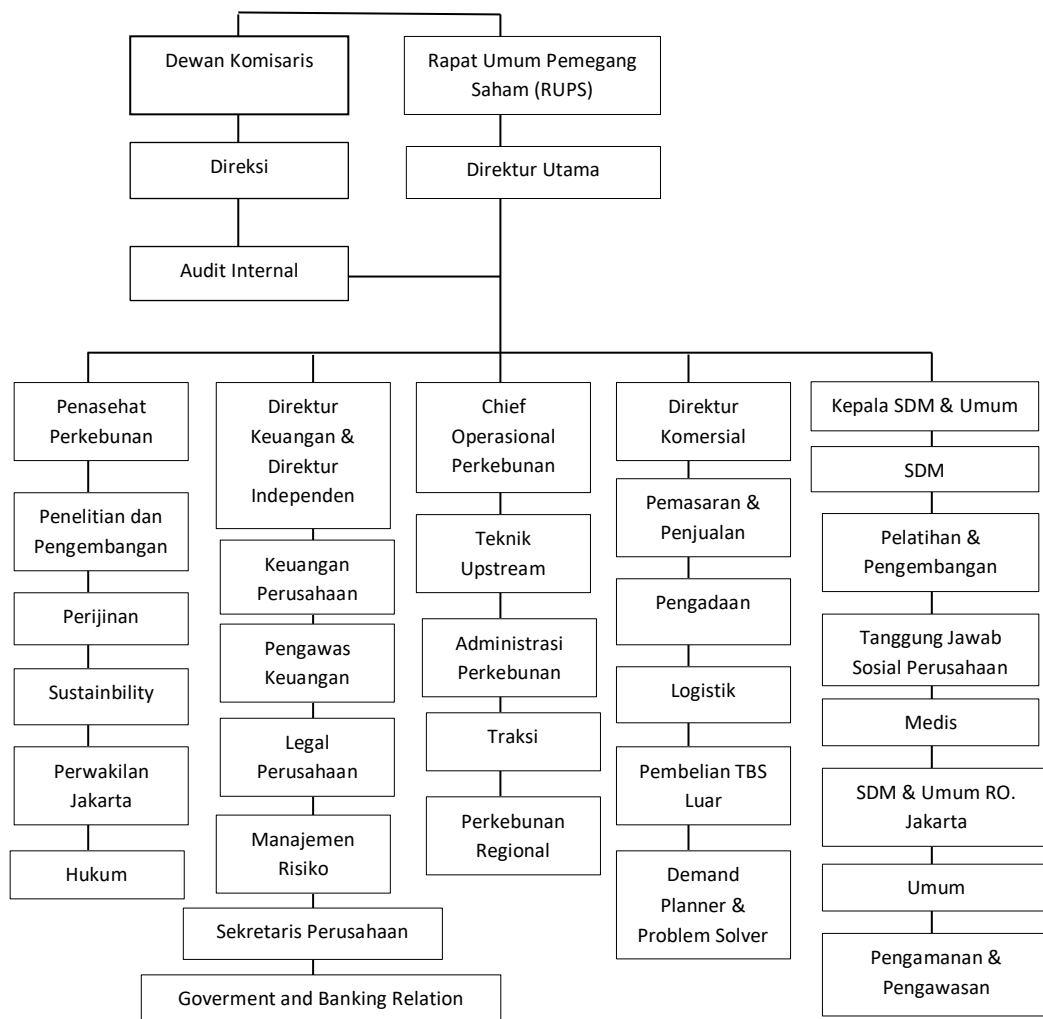 Dewan Komisaris
Rapat Umum Pemegang
Saham (RUPS)
Direksi
Direktur Utama
Audit Internal
Penasehat
Perkebunan
Penelitian dan
Pengembangan
Perijinan
Sustainbility
Perwakilan
Jakarta
Hukum
Direktur
Keuangan &
Direktur
Independen
Keuangan
Perusahaan
Pengawas
Keuangan
Legal
Perusahaan
Manajemen
Risiko
Sekretaris Perusahaan
Goverment and Banking Relation
Chief
Operasional
Perkebunan
Teknik
Upstream
Administrasi
Perkebunan
Traksi
Perkebunan
Regional
Direktur
Komersial
Pemasaran &
Penjualan
Pengadaan
Logistik
Pembelian TBS
Luar
Demand
Planner &
Problem Solver
Kepala SDM & Umum
SDM
Pelatihan &
Pengembangan
Tanggung Jawab
Sosial Perusahaan
Medis
SDM & Umum RO.
Jakarta
Umum
Pengamanan &
Pengawasan